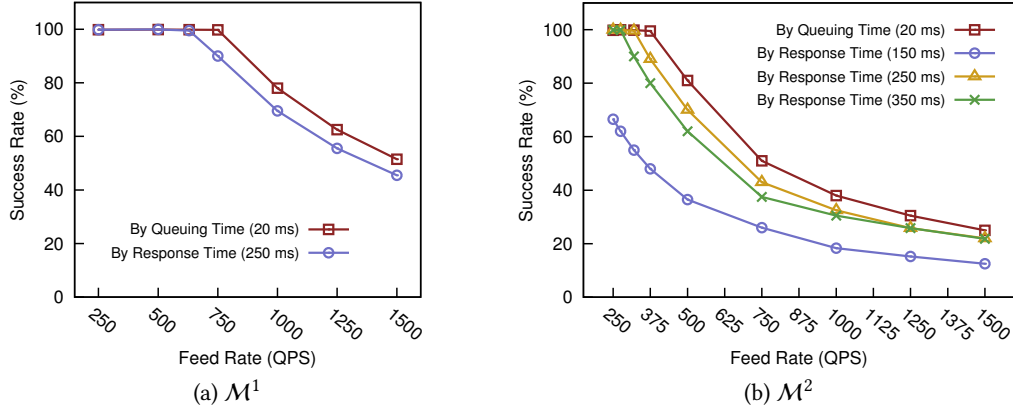 100
80
60
40
20
0
Success Rate (%)
By Queuing Time (20 ms)
By Response Time (250 ms)
250
500
750
1000
1250
1500
Feed Rate (QPS)
(a) M¹
100
80
60
40
20
0
Success Rate (%)
By Queuing Time (20 ms)
By Response Time (150 ms)
By Response Time (250 ms)
By Response Time (350 ms)
250
375
500
625
750
875
1000
1125
1250
1375
1500
Feed Rate (QPS)
(b) M²